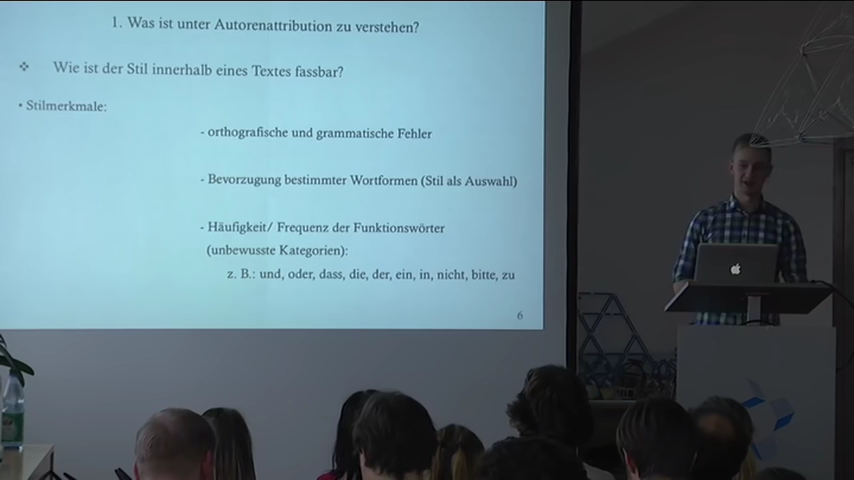 1. Was ist unter Autorenattribution zu verstehen?
❖ Wie ist der Stil innerhalb eines Textes fassbar?
• Stilmerkmale:
- orthografische und grammatische Fehler
- Bevorzugung bestimmter Wortformen (Stil als Auswahl)
- Häufigkeit/ Frequenz der Funktionswörter
(unbewusste Kategorien):
z. B.: und, oder, dass, die, der, ein, in, nicht, bitte, zu
6